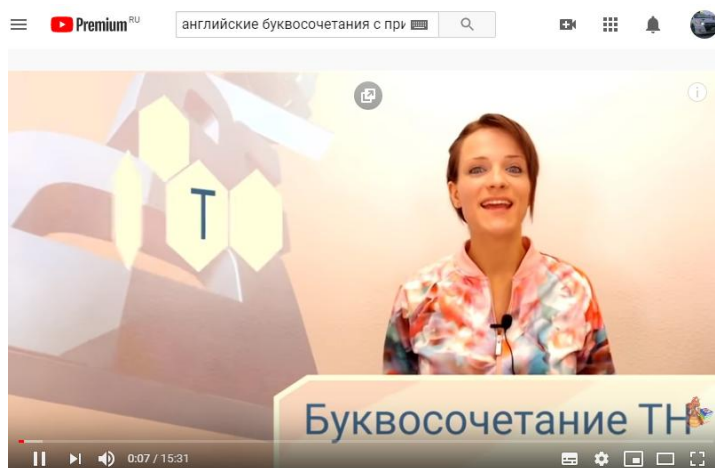 Premium RU
английские буквосочетания с при
T
Буквосочетание TH
0:07 / 15:31